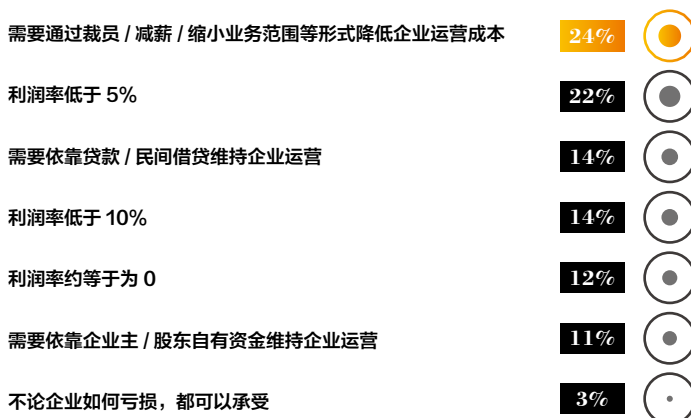 需要通过裁员 / 减薪 / 缩小业务范围等形式降低企业运营成本 24%
利润率低于 5% 22%
需要依靠贷款 / 民间借贷维持企业运营 14%
利润率低于 10% 14%
利润率约等于为 0 12%
需要依靠企业主 / 股东自有资金维持企业运营 11%
不论企业如何亏损，都可以承受 3%